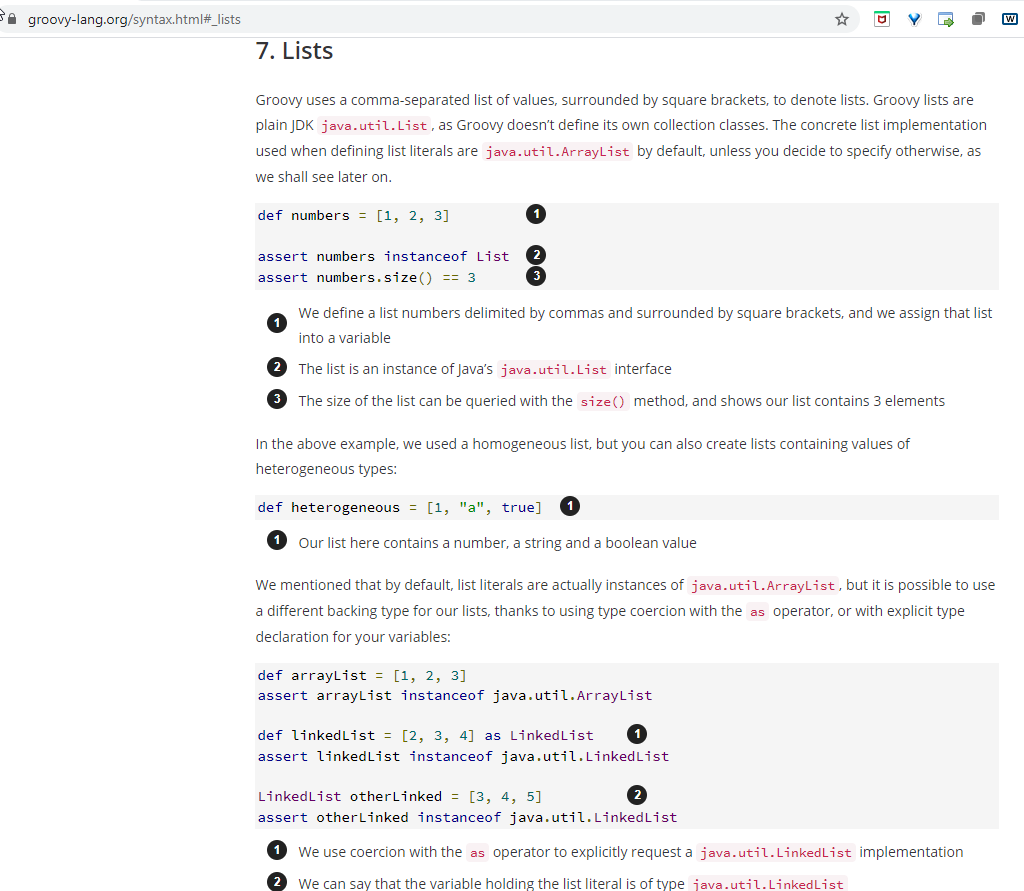 groovy-lang.org/syntax.html#_lists
W
7. Lists
Groovy uses a comma-separated list of values, surrounded by square brackets, to denote lists. Groovy lists are
plain JDK java.util.List, as Groovy doesn’t define its own collection classes. The concrete list implementation
used when defining list literals are java.util.ArrayList by default, unless you decide to specify otherwise, as
we shall see later on.
def numbers = [1, 2, 3] 1
assert numbers instanceof List 2
assert numbers.size() == 3 3
1 We define a list numbers delimited by commas and surrounded by square brackets, and we assign that list
into a variable
2 The list is an instance of Java’s java.util.List interface
3 The size of the list can be queried with the size() method, and shows our list contains 3 elements
In the above example, we used a homogeneous list, but you can also create lists containing values of
heterogeneous types:
def heterogeneous = [1, "a", true] 1
1 Our list here contains a number, a string and a boolean value
We mentioned that by default, list literals are actually instances of java.util.ArrayList, but it is possible to use
a different backing type for our lists, thanks to using type coercion with the as operator, or with explicit type
declaration for your variables:
def arrayList = [1, 2, 3]
assert arrayList instanceof java.util.ArrayList
def linkedList = [2, 3, 4] as LinkedList 1
assert linkedList instanceof java.util.LinkedList
LinkedList otherLinked = [3, 4, 5] 2
assert otherLinked instanceof java.util.LinkedList
1 We use coercion with the as operator to explicitly request a java.util.LinkedList implementation
2 We can say that the variable holding the list literal is of type java.util.LinkedList